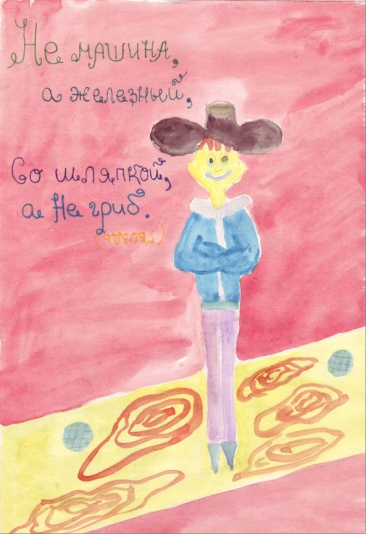 Не машина,
а железный,
Со шляпкой,
а Не гриб.